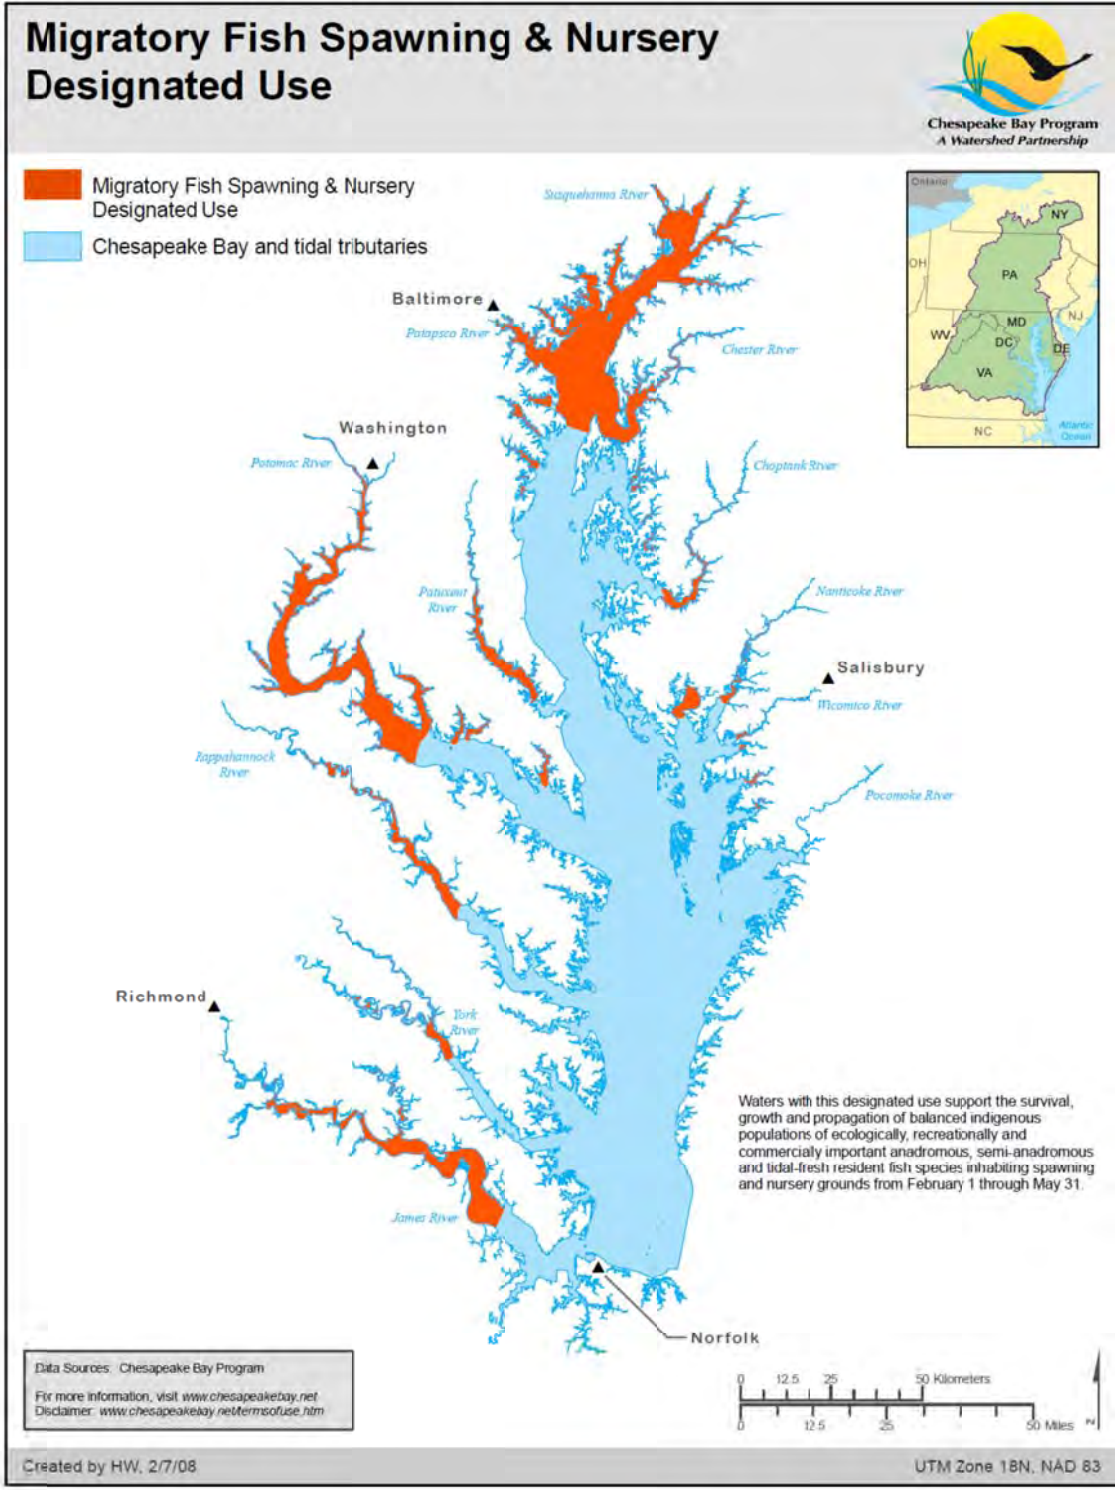 Migratory Fish Spawning & Nursery
Designated Use
Chesapeake Bay Program
A Watershed Partnership
Migratory Fish Spawning & Nursery
Designated Use
Chesapeake Bay and tidal tributaries
Ontario
NY
OH
PA
NJ
MD
WV
DC
DE
VA
NC
Atlantic
Ocean
Susquehanna River
Baltimore
Patapsco River
Chester River
Washington
Potomac River
Choptank River
Patuxent
River
Nanticoke River
Salisbury
Wicomico River
Rappahannock
River
Pocomoke River
Richmond
York
River
James River
Norfolk
Waters with this designated use support the survival,
growth and propagation of balanced indigenous
populations of ecologically, recreationally and
commercially important anadromous, semi-anadromous
and tidal-fresh resident fish species inhabiting spawning
and nursery grounds from February 1 through May 31.
Data Sources: Chesapeake Bay Program
For more information, visit www.chesapeakebay.net
Disclaimer: www.chesapeakebay.net/termsofuse.htm
0 12.5 25 50 Kilometers
0 12.5 25 50 Miles
N
Created by HW, 2/7/08
UTM Zone 18N, NAD 83